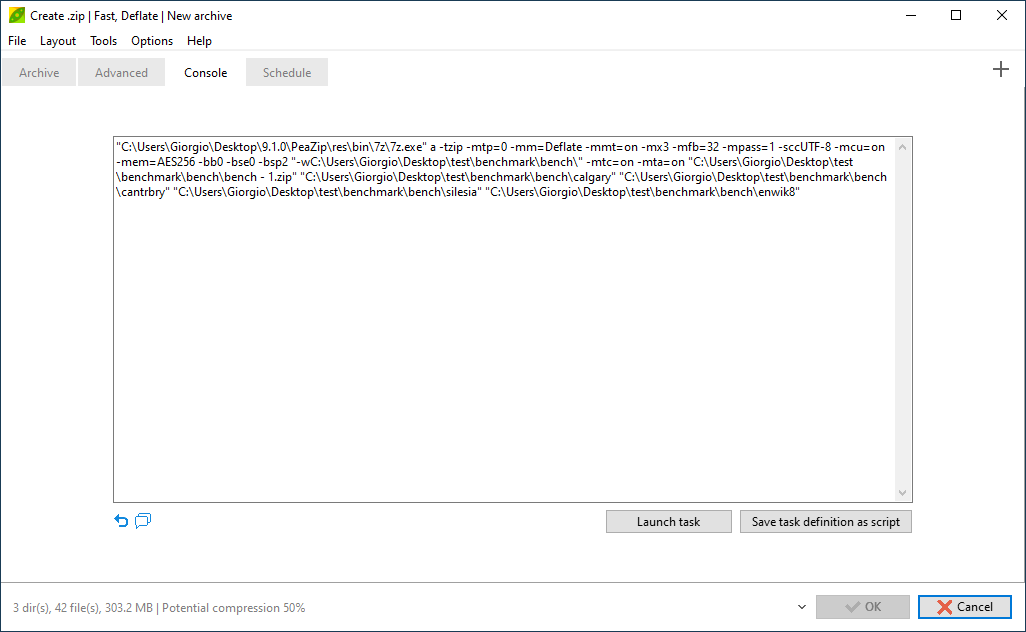 Create .zip | Fast, Deflate | New archive
File Layout Tools Options Help
Archive Advanced Console Schedule
"C:\Users\Giorgio\Desktop\9.1.0\PeaZip\res\bin\7z\7z.exe" a -tzip -mtp=0 -mm=Deflate -mmt=on -mx3 -mfb=32 -mpass=1 -sccUTF-8 -mcu=on
-mem=AES256 -bb0 -bse0 -bsp2 "-wC:\Users\Giorgio\Desktop\test\benchmark\bench\" -mtc=on -mta=on "C:\Users\Giorgio\Desktop\test
\benchmark\bench\bench - 1.zip" "C:\Users\Giorgio\Desktop\test\benchmark\bench\calgary" "C:\Users\Giorgio\Desktop\test\benchmark\bench
\cantrbry" "C:\Users\Giorgio\Desktop\test\benchmark\bench\silesia" "C:\Users\Giorgio\Desktop\test\benchmark\bench\enwik8"
Launch task Save task definition as script
3 dir(s), 42 file(s), 303.2 MB | Potential compression 50%
OK Cancel